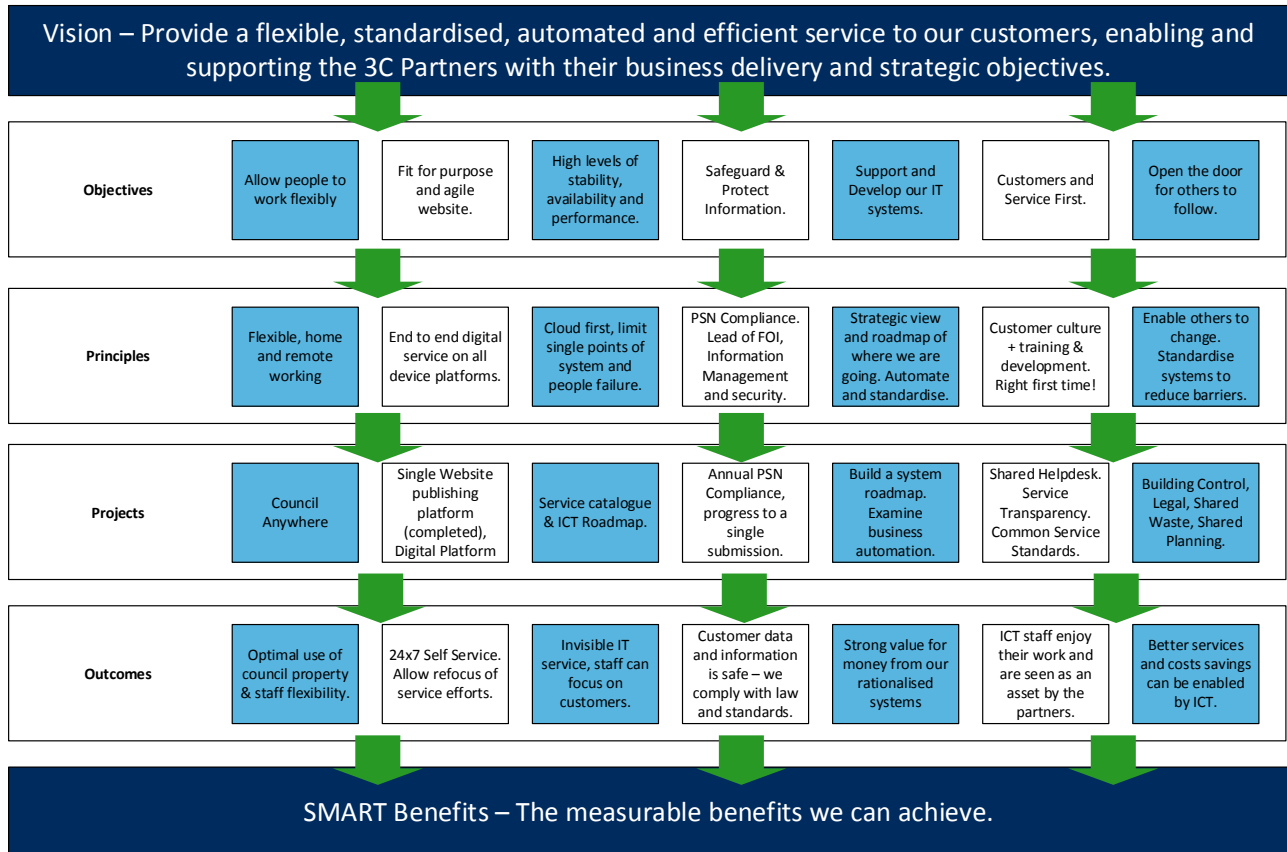 Vision – Provide a flexible, standardised, automated and efficient service to our customers, enabling and
supporting the 3C Partners with their business delivery and strategic objectives.
Objectives
Allow people to
work flexibly
Fit for purpose
and agile
website.
High levels of
stability,
availability and
performance.
Safeguard &
Protect
Information.
Support and
Develop our IT
systems.
Customers and
Service First.
Open the door
for others to
follow.
Principles
Flexible, home
and remote
working
End to end digital
service on all
device platforms.
Cloud first, limit
single points of
system and
people failure.
PSN Compliance.
Lead of FOI,
Information
Management
and security.
Strategic view
and roadmap of
where we are
going. Automate
and standardise.
Customer culture
+ training &
development.
Right first time!
Enable others to
change.
Standardise
systems to
reduce barriers.
Projects
Council
Anywhere
Single Website
publishing
platform
(completed),
Digital Platform
Service catalogue
& ICT Roadmap.
Annual PSN
Compliance,
progress to a
single
submission.
Build a system
roadmap.
Examine
business
automation.
Shared Helpdesk.
Service
Transparency.
Common Service
Standards.
Building Control,
Legal, Shared
Waste, Shared
Planning.
Outcomes
Optimal use of
council property
& staff flexibility.
24x7 Self Service.
Allow refocus of
service efforts.
Invisible IT
service, staff can
focus on
customers.
Customer data
and information
is safe – we
comply with law
and standards.
Strong value for
money from our
rationalised
systems
ICT staff enjoy
their work and
are seen as an
asset by the
partners.
Better services
and costs savings
can be enabled
by ICT.
SMART Benefits – The measurable benefits we can achieve.